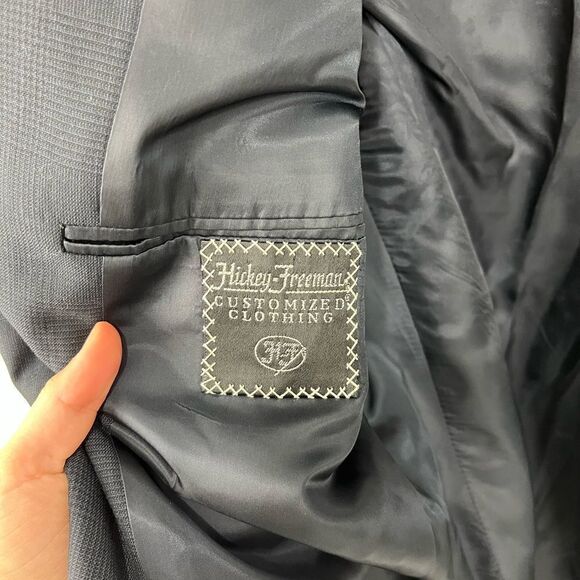 Hickey-Freeman
CUSTOMIZED
CLOTHING
HF